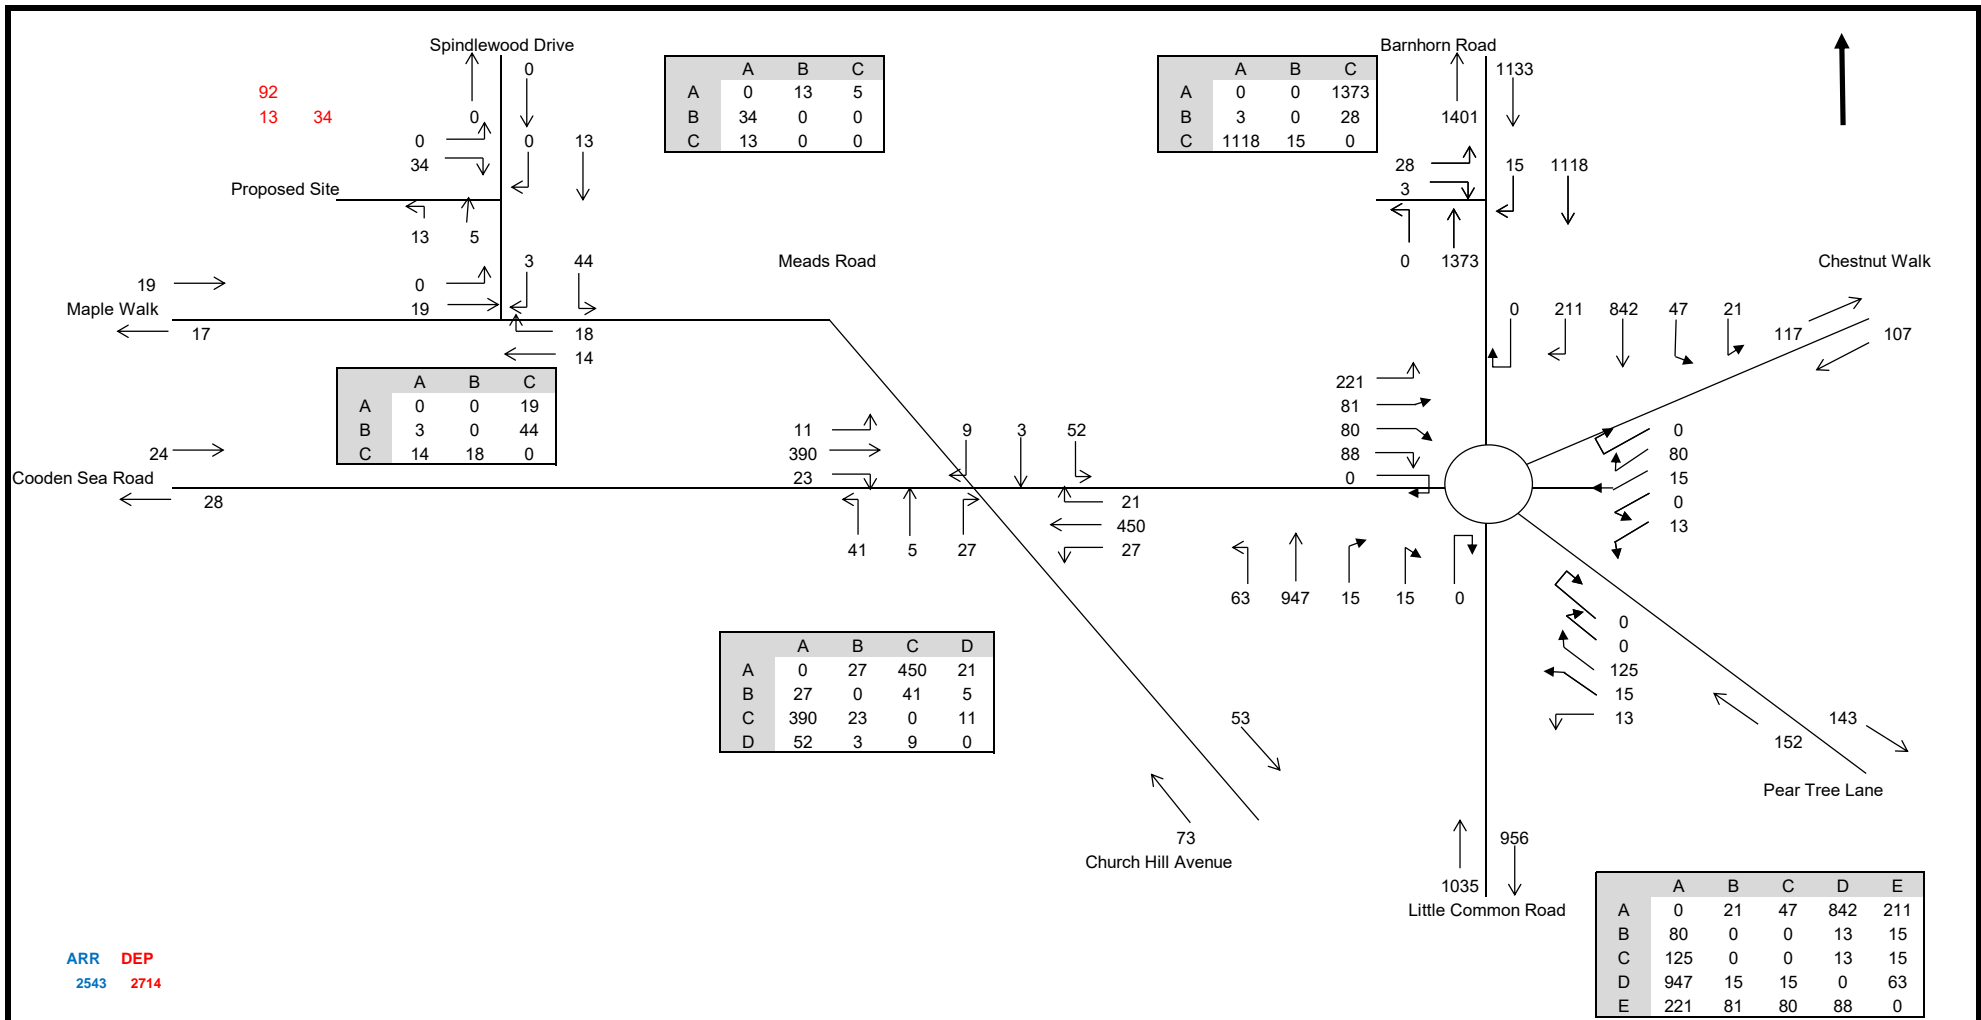 Spindlewood Drive
Barnhorn Road
0
1133
A B C
A 0 13 5
B 34 0 0
C 13 0 0
A B C
A 0 0 1373
B 3 0 28
C 1118 15 0
92
13 34
0
1401
0 0 13
34
28 15 1118
3
Proposed Site
13 5
0 1373
3 44
Meads Road
Chestnut Walk
19
0
19
Maple Walk
17
18
14
0 211 842 47 21
117 107
A B C
A 0 0 19
B 3 0 44
C 14 18 0
221
81
80
88
0
11 9 3 52
390
23
0
80
15
0
13
24
Cooden Sea Road
28
21
450
27
41 5 27
63 947 15 15 0
0
0
125
15
13
A B C D
A 0 27 450 21
B 27 0 41 5
C 390 23 0 11
D 52 3 9 0
53
143
152
Pear Tree Lane
73
Church Hill Avenue
956
1035
Little Common Road
A B C D E
A 0 21 47 842 211
B 80 0 0 13 15
C 125 0 0 13 15
D 947 15 15 0 63
E 221 81 80 88 0
ARR DEP
2543 2714